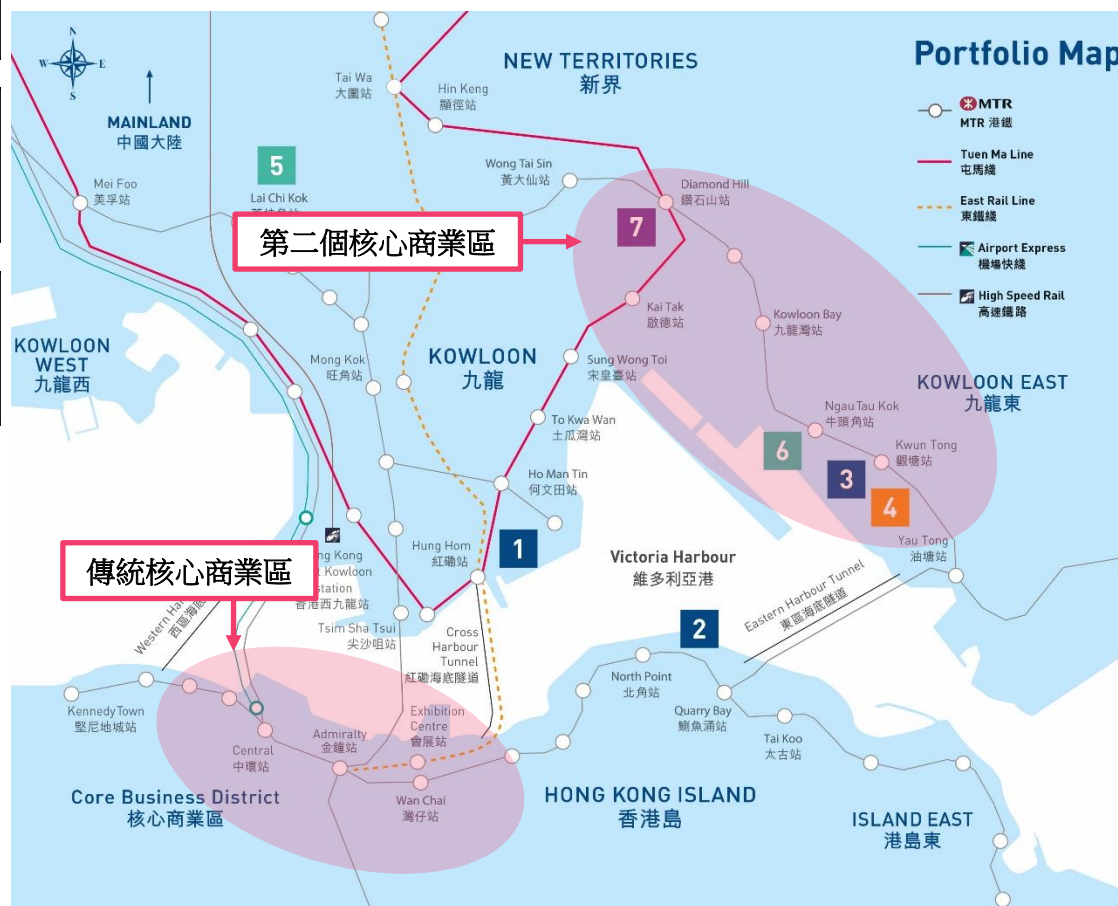 N
W
E
S
MAINLAND
中國大陸
NEW TERRITORIES
新界
Portfolio Map
MTR
MTR 港鐵
Tuen Ma Line
屯馬綫
East Rail Line
東鐵綫
Airport Express
機場快綫
High Speed Rail
高速鐵路
Tai Wa
大圍站
Hin Keng
顯徑站
Mei Foo
美孚站
5
Lai Chi Kok
Wong Tai Sin
黃大仙站
Diamond Hill
鑽石山站
7
第二個核心商業區
Kai Tak
啟德站
Kowloon Bay
九龍灣站
KOWLOON
WEST
九龍西
Mong Kok
旺角站
KOWLOON
九龍
Sung Wong Toi
宋皇臺站
KOWLOON EAST
九龍東
To Kwa Wan
土瓜灣站
Ngau Tau Kok
牛頭角站
Kwun Tong
觀塘站
6
3
4
Ho Man Tin
何文田站
1
Hung Hom
紅磡站
Yau Tong
油塘站
Victoria Harbour
維多利亞港
傳統核心商業區
Kowloon
station
香港西九龍站
Western
西區海底
Tsim Sha Tsui
尖沙咀站
Cross
Harbour
Tunnel
紅磡海底隧道
Eastern Harbour Tunnel
東區海底隧道
2
North Point
北角站
Quarry Bay
鰂魚涌站
Tai Koo
太古站
Kennedy Town
堅尼地城站
Central
中環站
Admiralty
金鐘站
Exhibition
Centre
會展站
Wan Chai
灣仔站
Core Business District
核心商業區
HONG KONG ISLAND
香港島
ISLAND EAST
港島東